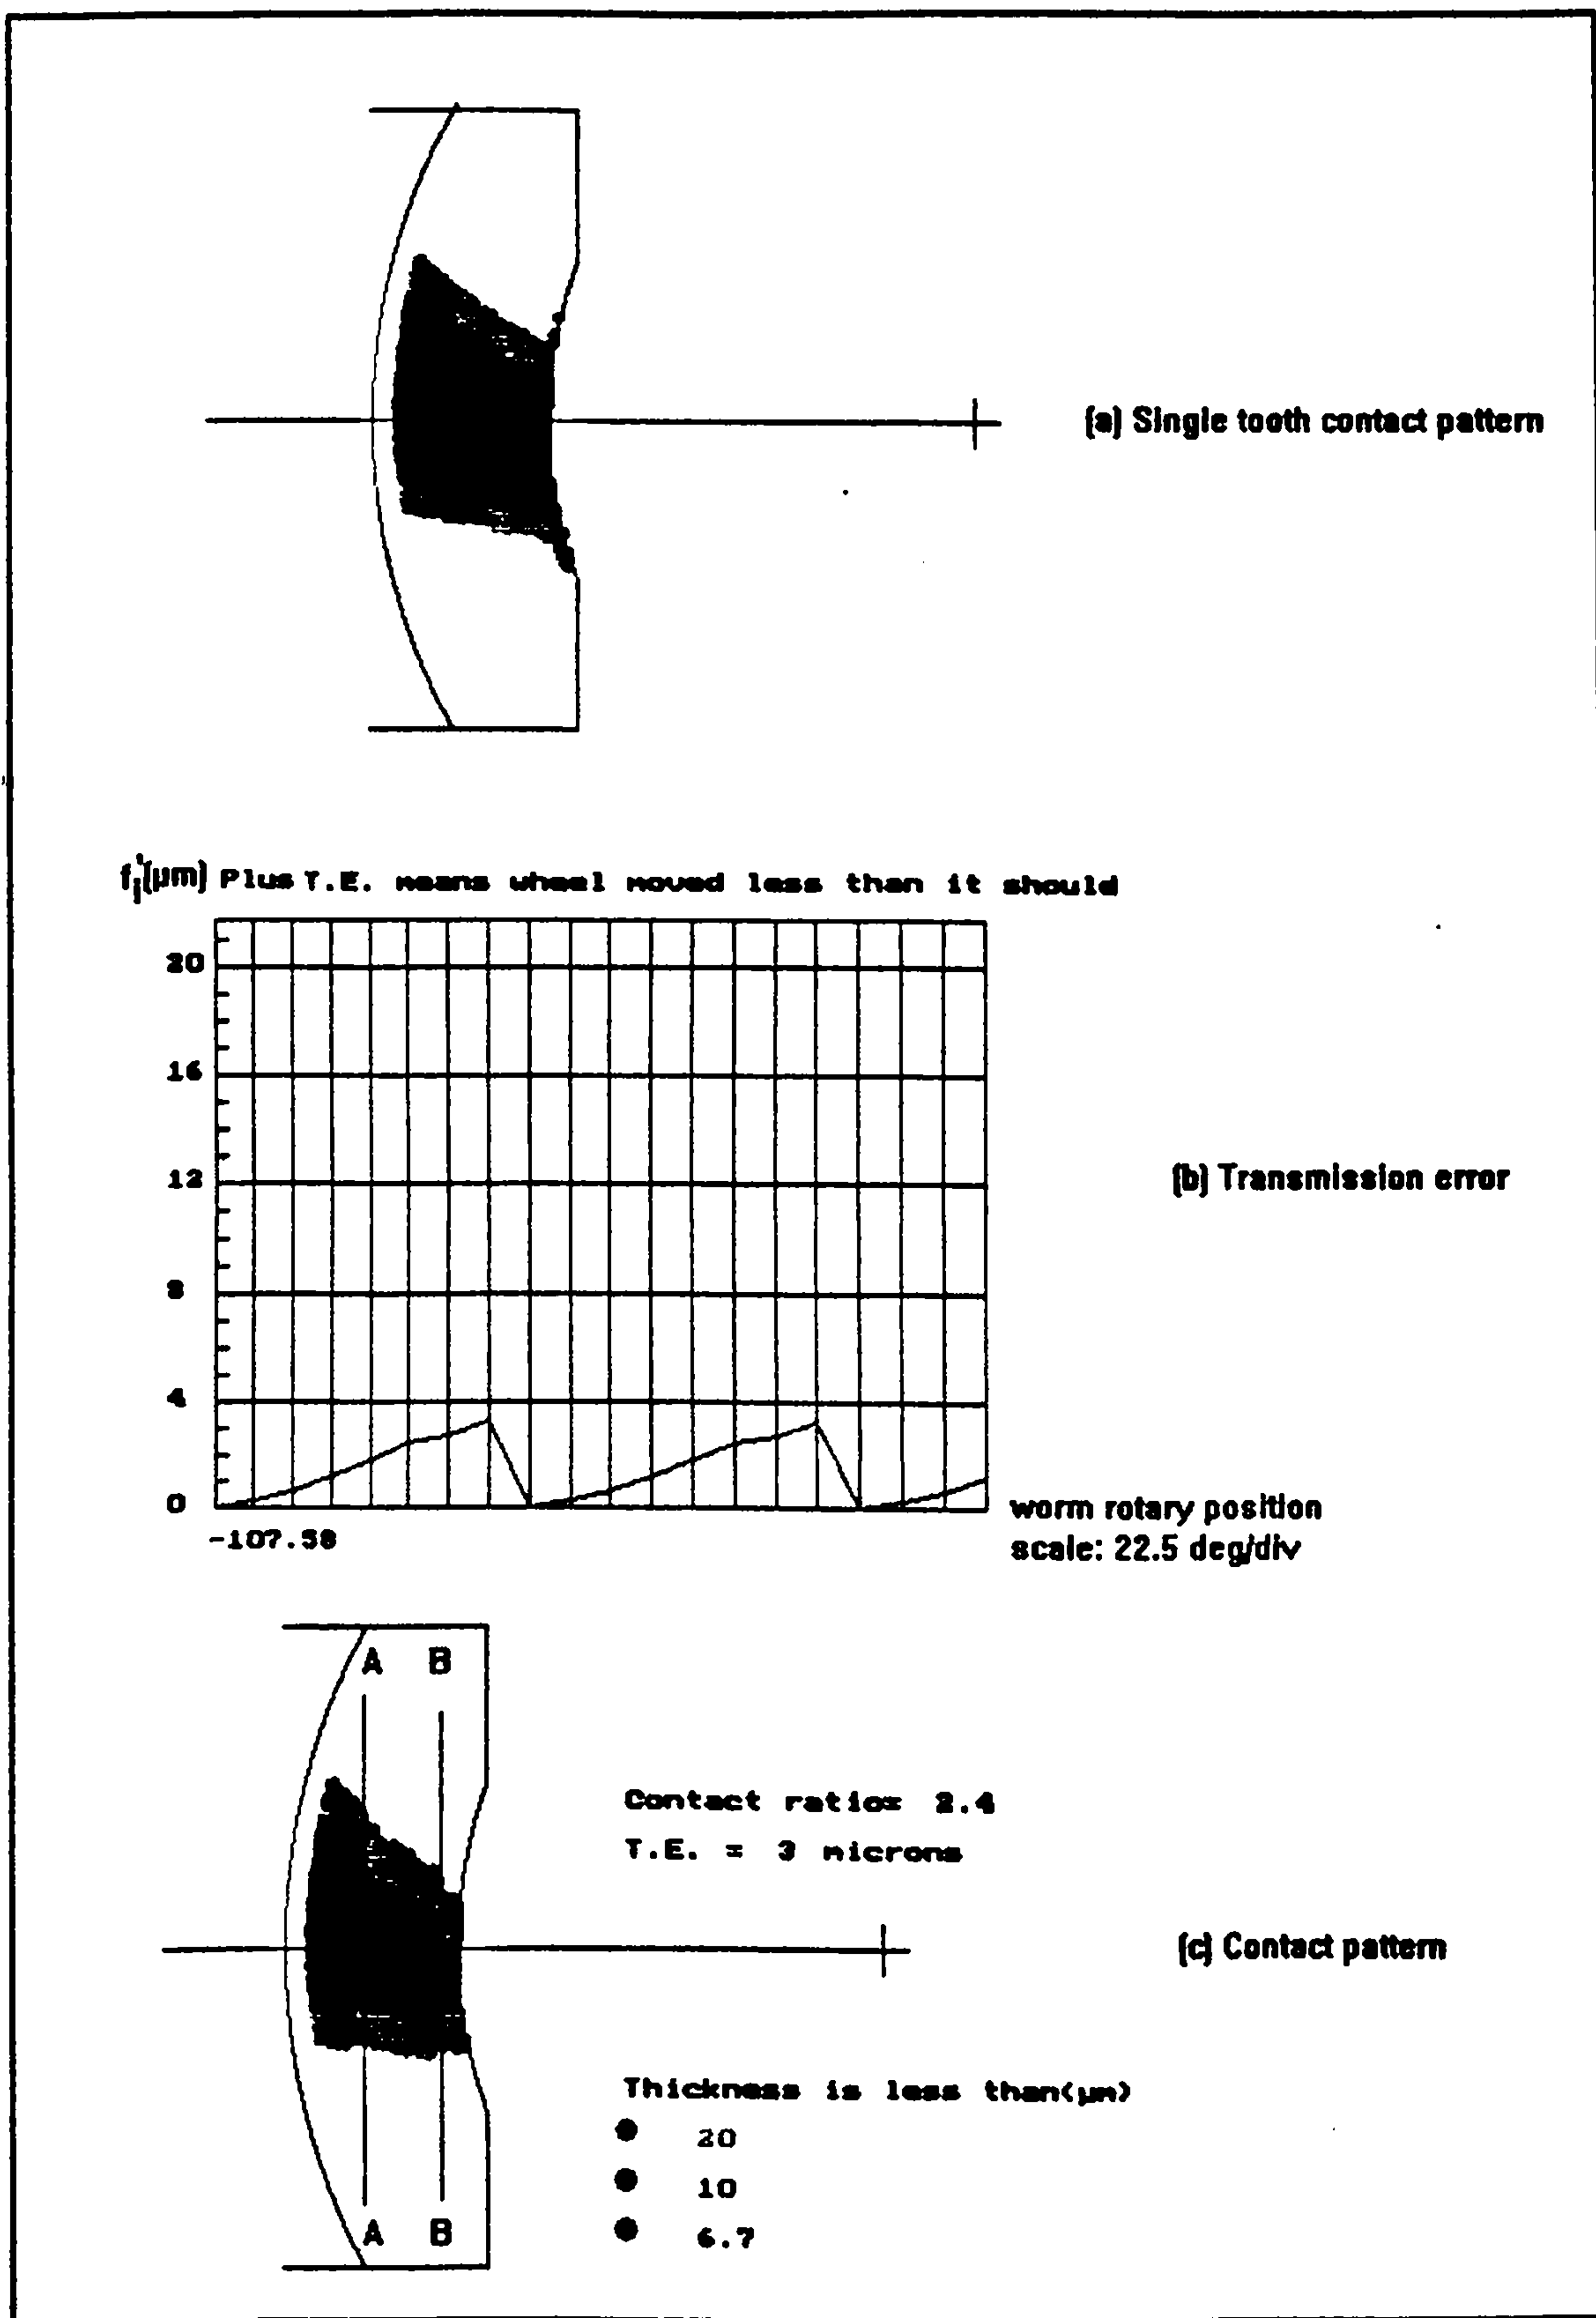 (a) Single tooth contact pattern
fi'(μm) Plus T.E. means wheel moved less than it should
20
16
12
8
4
0
-107.58
worm rotary position
scale: 22.5 deg/div
(b) Transmission error
A B
Contact ratio= 2.4
T.E. = 3 microns
(c) Contact pattern
Thickness is less than(μm)
20
10
6.7
A B